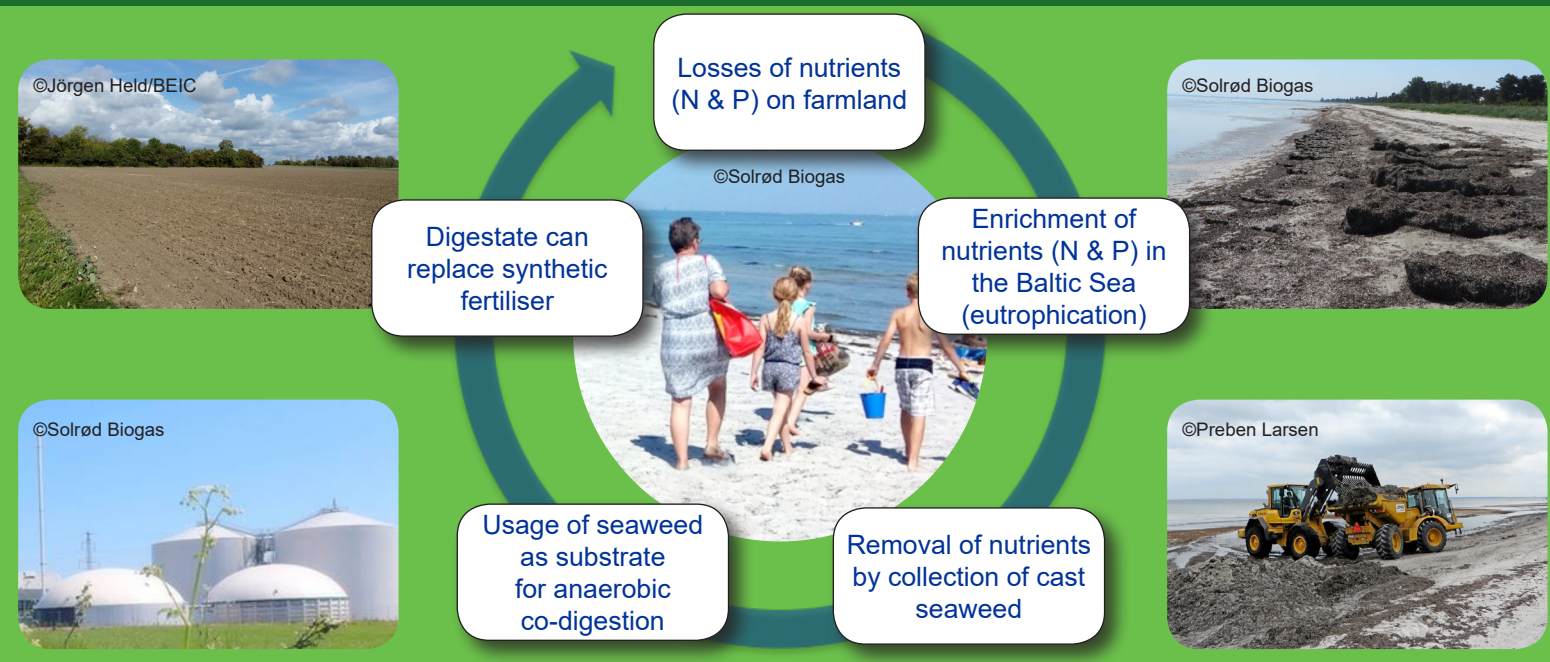 ©Jörgen Held/BEIC
Losses of nutrients
(N & P) on farmland
©Solrød Biogas
©Solrød Biogas
Digestate can
replace synthetic
fertiliser
Enrichment of
nutrients (N & P) in
the Baltic Sea
(eutrophication)
©Solrød Biogas
©Preben Larsen
Usage of seaweed
as substrate
for anaerobic
co-digestion
Removal of nutrients
by collection of cast
seaweed